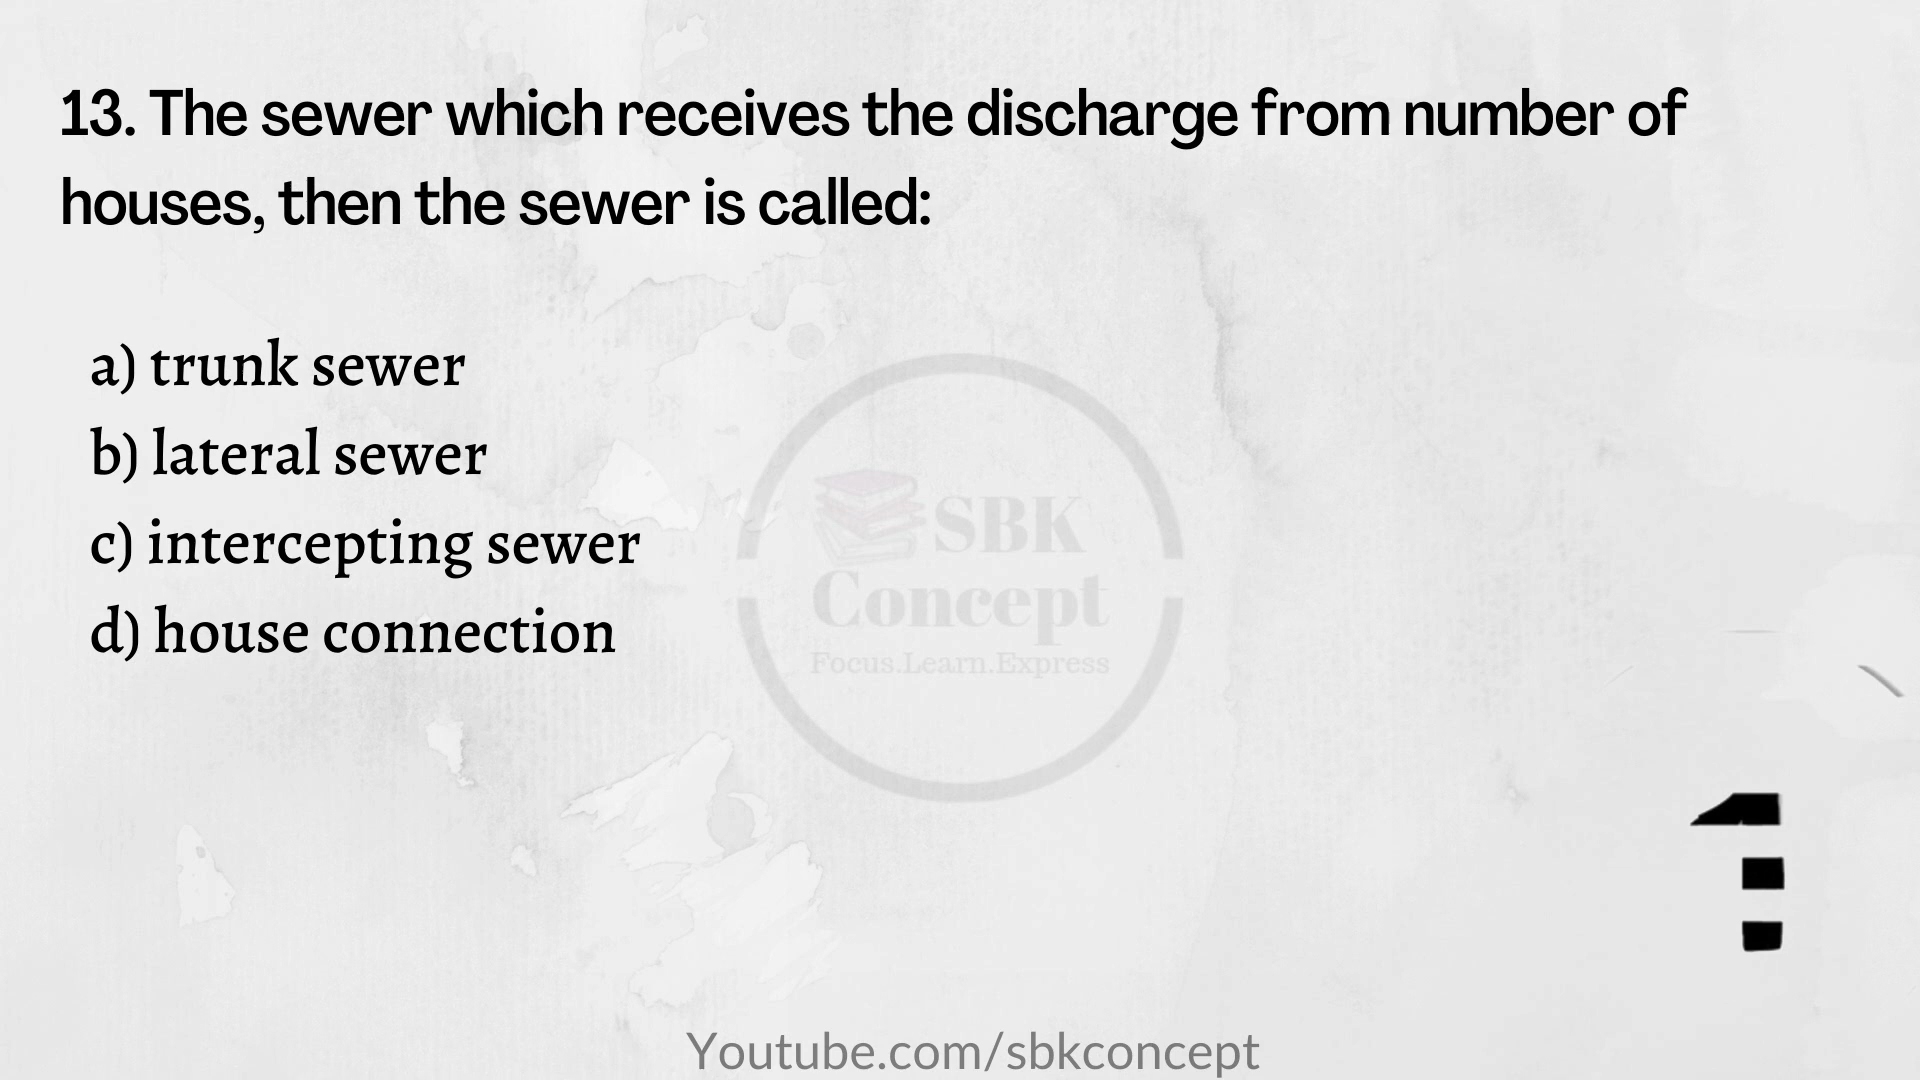 13. The sewer which receives the discharge from number of
houses, then the sewer is called:
a) trunk sewer
b) lateral sewer
c) intercepting sewer
d) house connection
SBK
Concept
Focus.Learn.Express
1
Youtube.com/sbkconcept